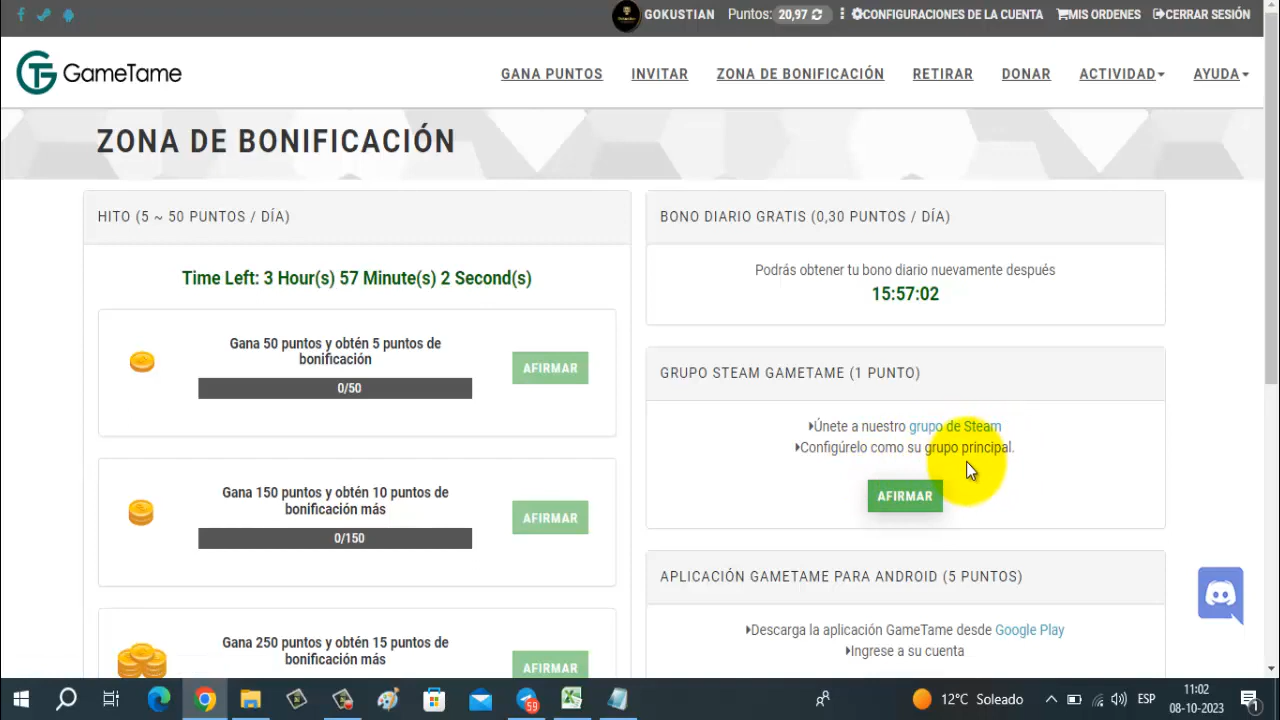 GOKUSTIAN
Puntos: 20,97
CONFIGURACIONES DE LA CUENTA
MIS ORDENES
CERRAR SESIÓN
GameTame
GANA PUNTOS
INVITAR
ZONA DE BONIFICACIÓN
RETIRAR
DONAR
ACTIVIDAD
AYUDA
ZONA DE BONIFICACIÓN
HITO (5 ~ 50 PUNTOS / DÍA)
Time Left: 3 Hour(s) 57 Minute(s) 2 Second(s)
Gana 50 puntos y obtén 5 puntos de
bonificación
0/50
AFIRMAR
Gana 150 puntos y obtén 10 puntos de
bonificación más
0/150
AFIRMAR
Gana 250 puntos y obtén 15 puntos de
bonificación más
AFIRMAR
BONO DIARIO GRATIS (0,30 PUNTOS / DÍA)
Podrás obtener tu bono diario nuevamente después
15:57:02
GRUPO STEAM GAMETAME (1 PUNTO)
Únete a nuestro grupo de Steam
Configúrelo como su grupo principal.
AFIRMAR
APLICACIÓN GAMETAME PARA ANDROID (5 PUNTOS)
Descarga la aplicación GameTame desde Google Play
Ingrese a su cuenta
59
12°C Soleado
ESP
11:02
08-10-2023
1